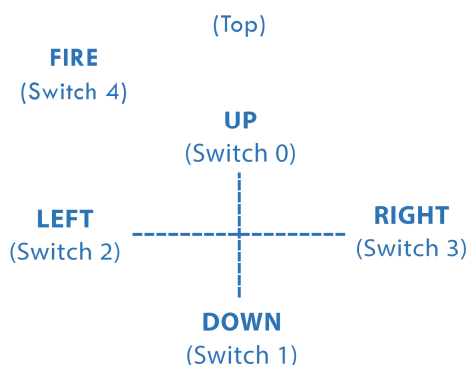 (Top)
FIRE
(Switch 4)
UP
(Switch 0)
LEFT
(Switch 2)
RIGHT
(Switch 3)
DOWN
(Switch 1)